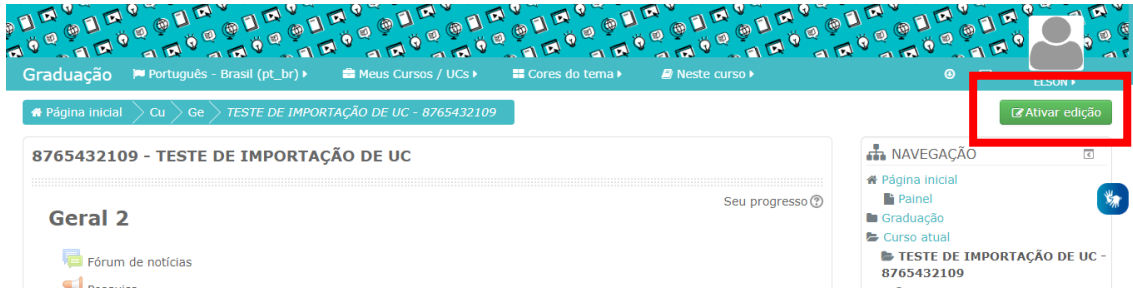 Graduação Português - Brasil (pt_br) Meus Cursos / UCs Cores do tema Neste curso
ELSON
Página inicial Cu Ge TESTE DE IMPORTAÇÃO DE UC - 8765432109
Ativar edição
8765432109 - TESTE DE IMPORTAÇÃO DE UC
Seu progresso
Geral 2
Fórum de notícias
Pesquisa
NAVEGAÇÃO
Página inicial
Painel
Graduação
Curso atual
TESTE DE IMPORTAÇÃO DE UC -
8765432109